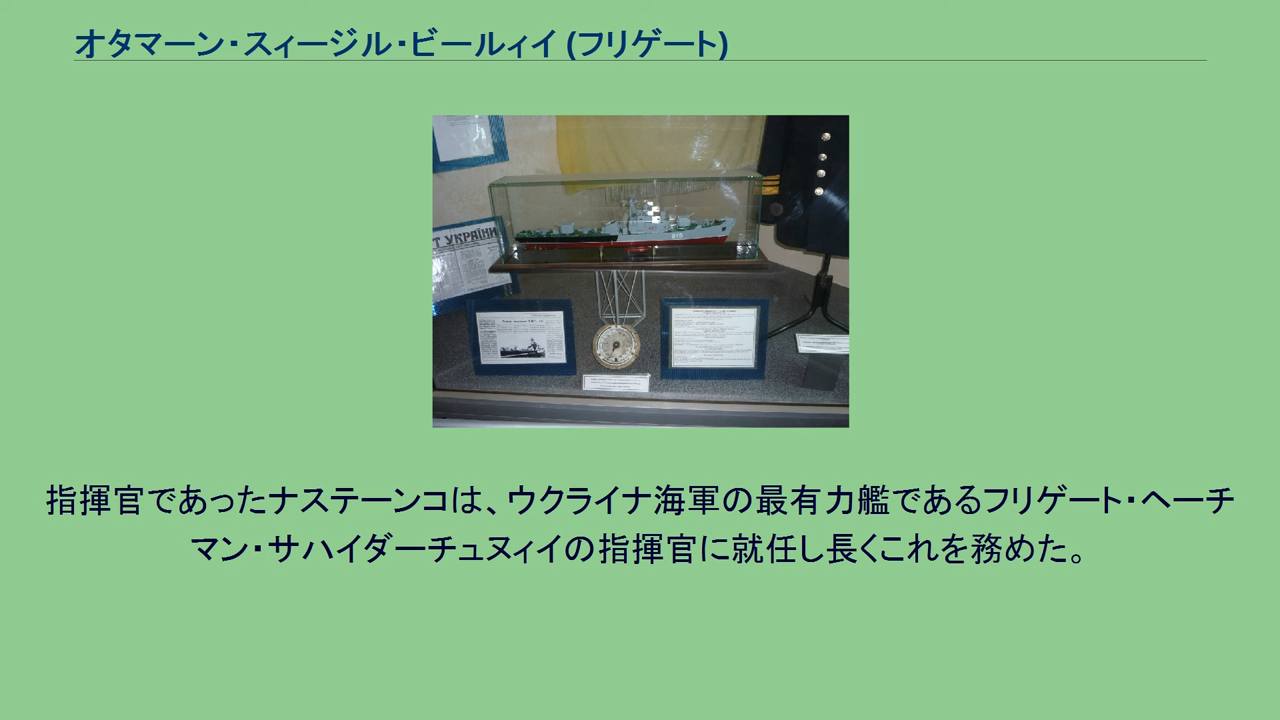 オタマーン・スィージル・ビールィイ (フリゲート)
Т УКРАЇНИ
815
指揮官であったナステーンコは、ウクライナ海軍の最有力艦であるフリゲート・ヘーチ
マン・サハイダーチュヌィイの指揮官に就任し長くこれを務めた。